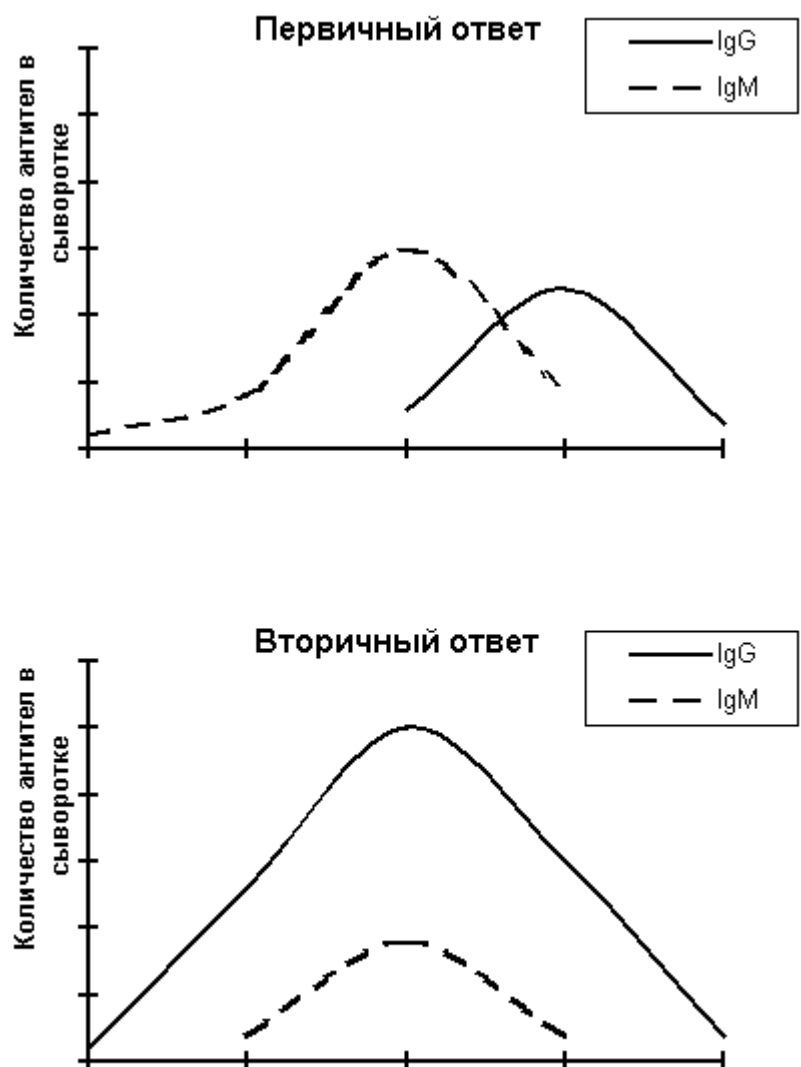 Первичный ответ
IgG
IgM
Количество антител в
сыворотке
Вторичный ответ
IgG
IgM
Количество антител в
сыворотке